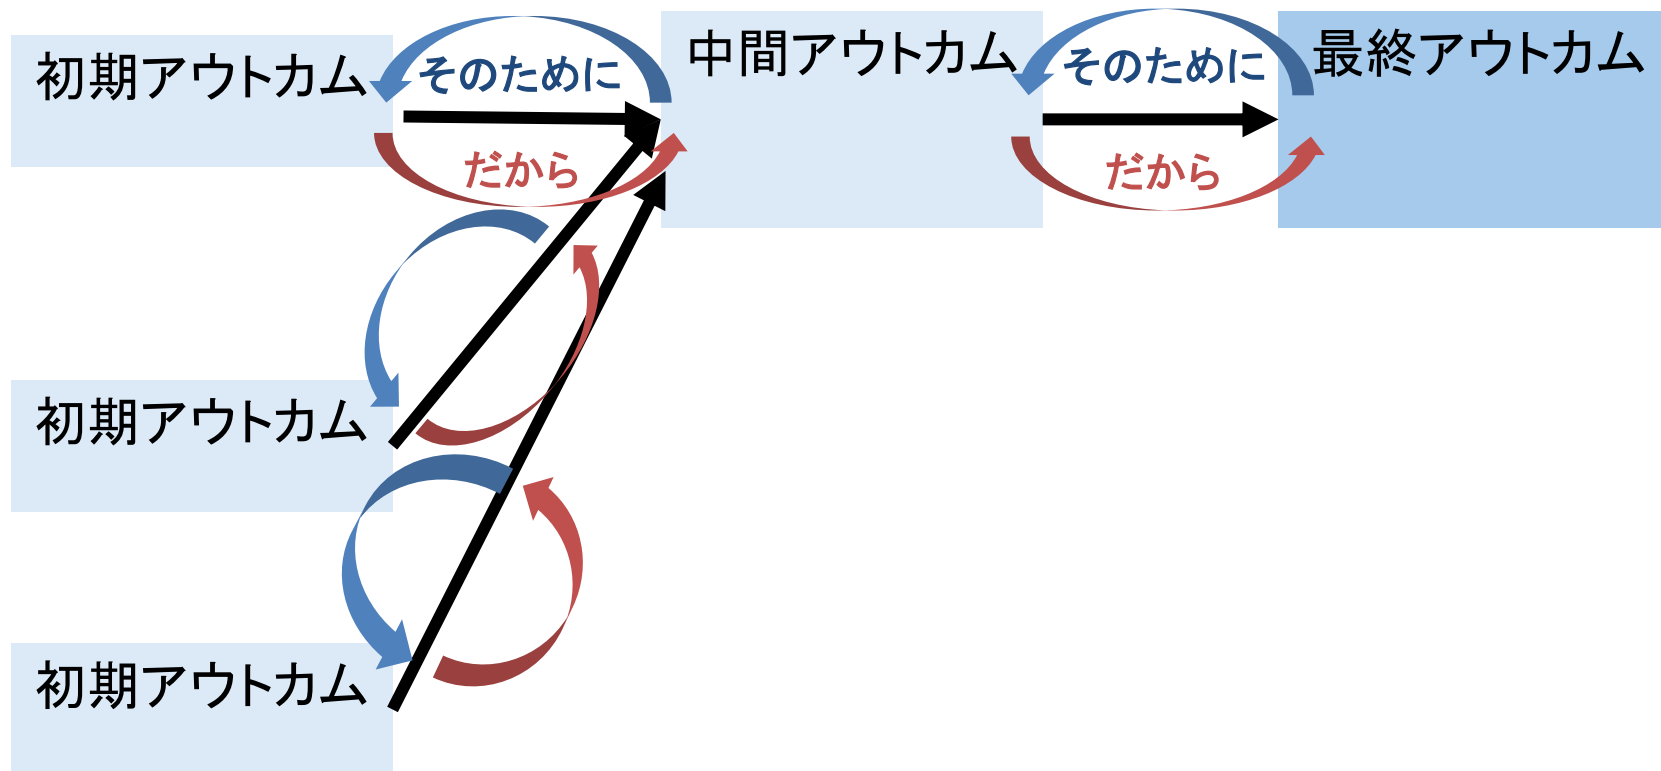 初期アウトカム
そのために
だから
中間アウトカム
そのために
だから
最終アウトカム
初期アウトカム
初期アウトカム